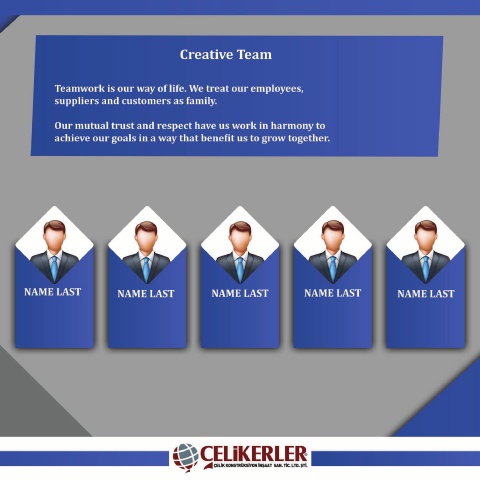 Creative Team
Teamwork is our way of life. We treat our employees,
suppliers and customers as family.
Our mutual trust and respect have us work in harmony to
achieve our goals in a way that benefit us to grow together.
NAME LAST
NAME LAST
NAME LAST
NAME LAST
NAME LAST
ÇELİKERLER
ÇELİK KONSTRÜKSİYON İNŞAAT SAN. TİC. LTD. ŞTİ.